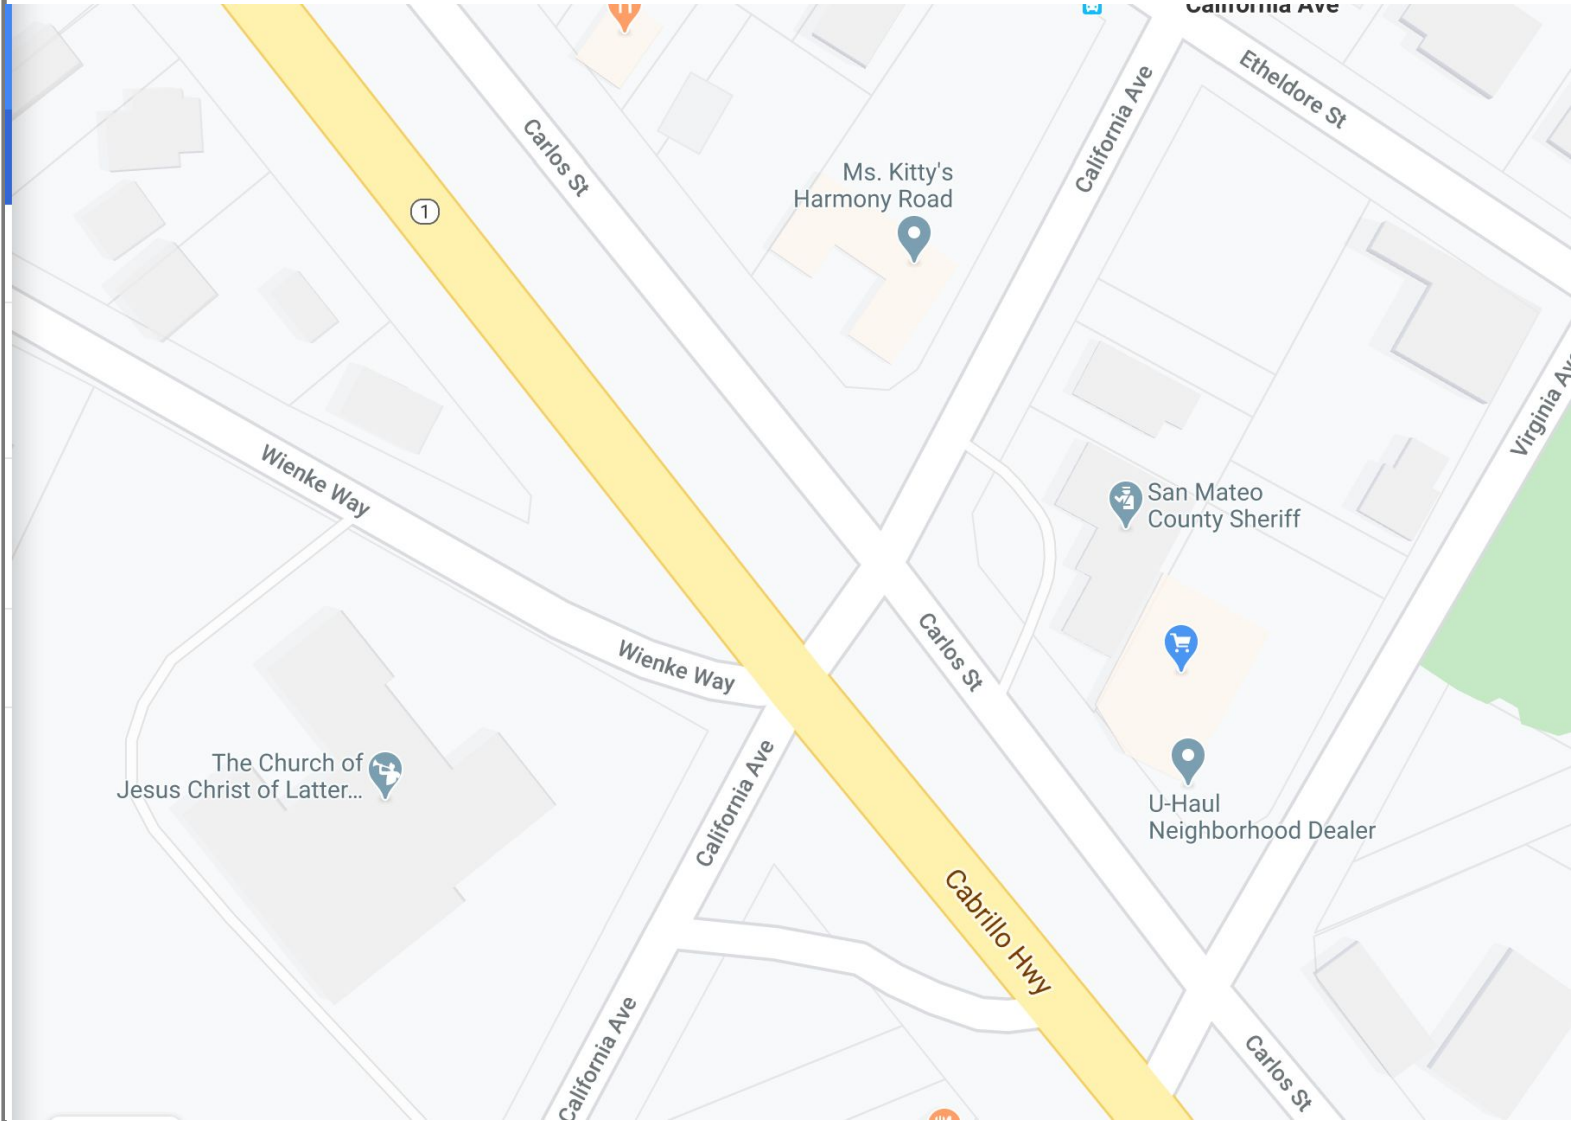 California Ave
Etheldore St
California Ave
Carlos St
Ms. Kitty's
Harmony Road
1
Virginia Av
Wienke Way
San Mateo
County Sheriff
Carlos St
Wienke Way
The Church of
Jesus Christ of Latter...
California Ave
U-Haul
Neighborhood Dealer
Cabrillo Hwy
California Ave
Carlos St